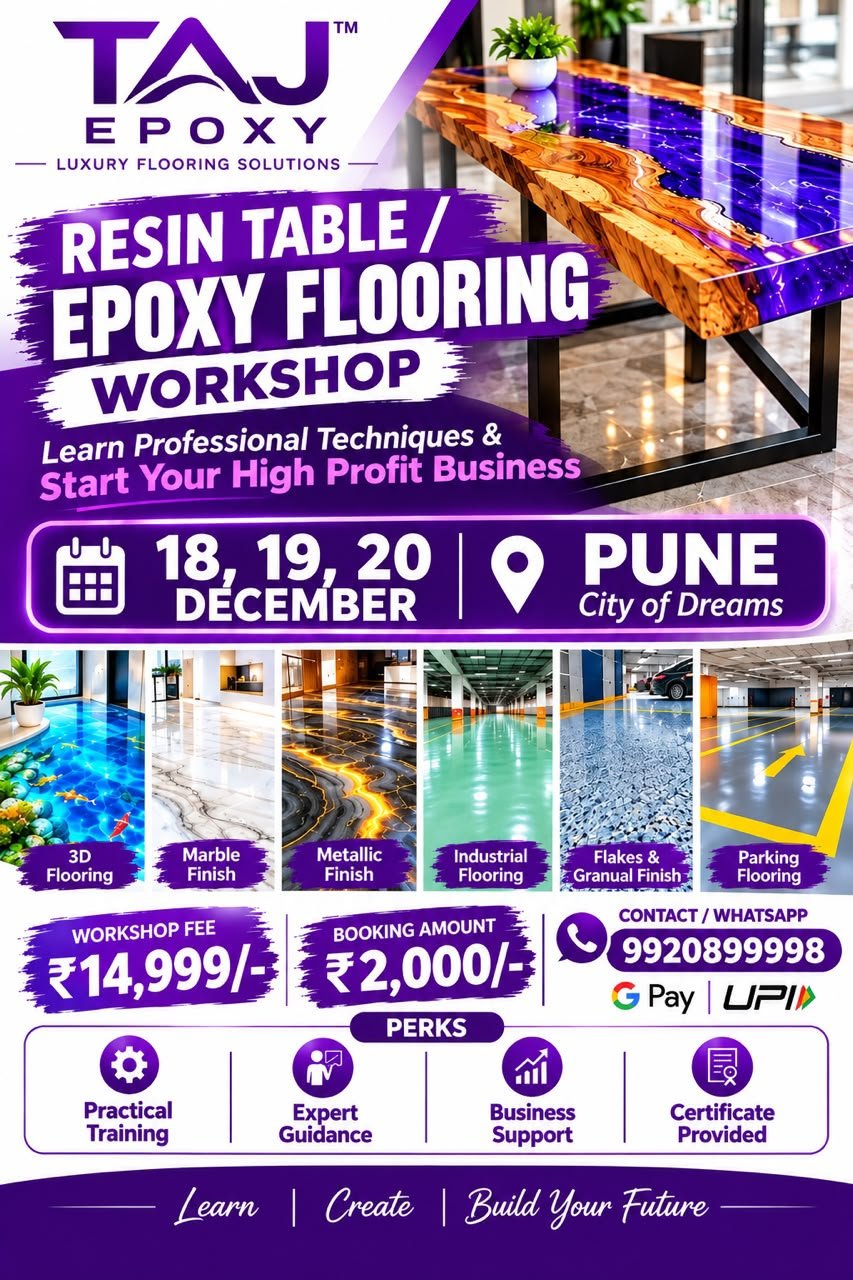 TAJ™
EPOXY
LUXURY FLOORING SOLUTIONS
RESIN TABLE /
EPOXY FLOORING
WORKSHOP
Learn Professional Techniques &
Start Your High Profit Business
18, 19, 20
DECEMBER
PUNE
City of Dreams
3D
Flooring
Marble
Finish
Metallic
Finish
Industrial
Flooring
Flakes &
Granual Finish
Parking
Flooring
WORKSHOP FEE
₹14,999/-
BOOKING AMOUNT
₹2,000/-
CONTACT / WHATSAPP
9920899998
G Pay | UPI
PERKS
Practical
Training
Expert
Guidance
Business
Support
Certificate
Provided
Learn | Create | Build Your Future